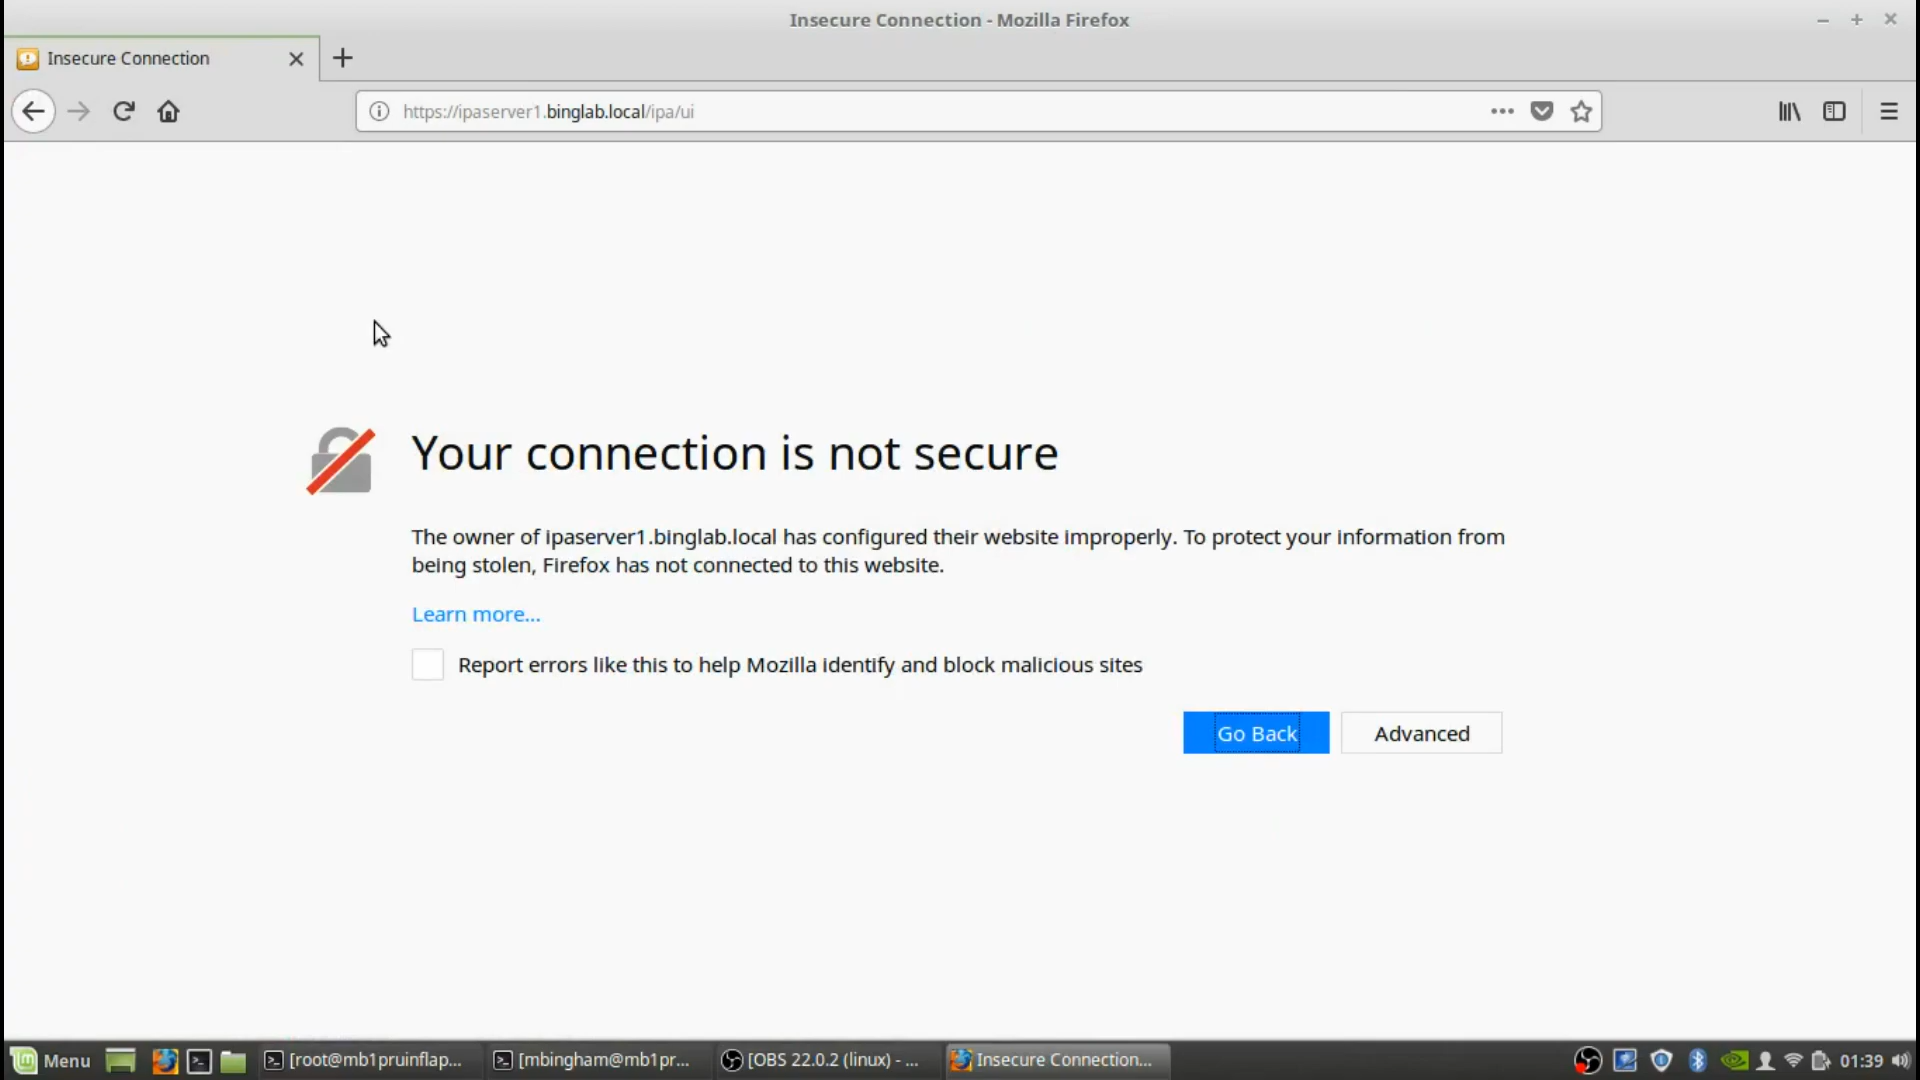 Insecure Connection - Mozilla Firefox
Insecure Connection
https://ipaserver1.binglab.local/ipa/ui
Your connection is not secure
The owner of ipaserver1.binglab.local has configured their website improperly. To protect your information from
being stolen, Firefox has not connected to this website.
Learn more...
Report errors like this to help Mozilla identify and block malicious sites
Go Back
Advanced
Menu
[root@mb1pruinflap...
[mbingham@mb1pr...
[OBS 22.0.2 (linux) - ...
Insecure Connection...
01:39